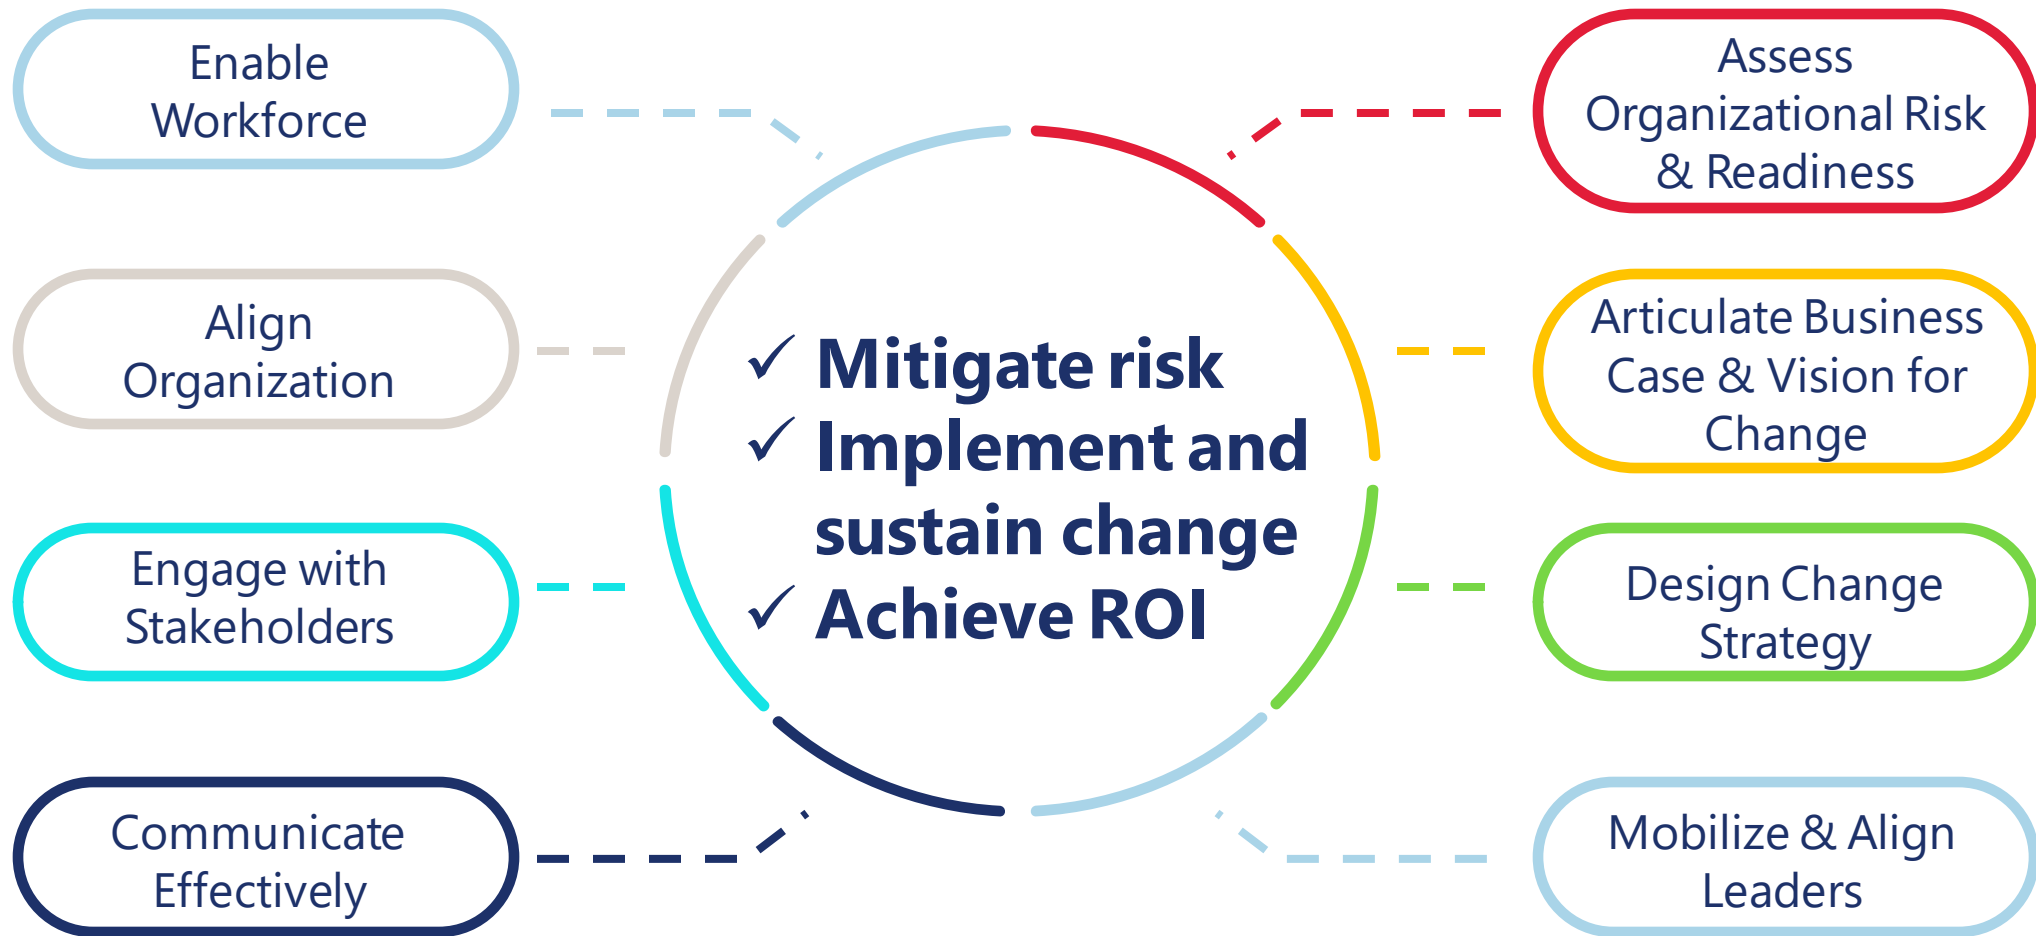 Enable
Workforce
Align
Organization
Engage with
Stakeholders
Communicate
Effectively
✓ Mitigate risk
✓ Implement and
sustain change
✓ Achieve ROI
Assess
Organizational Risk
& Readiness
Articulate Business
Case & Vision for
Change
Design Change
Strategy
Mobilize & Align
Leaders